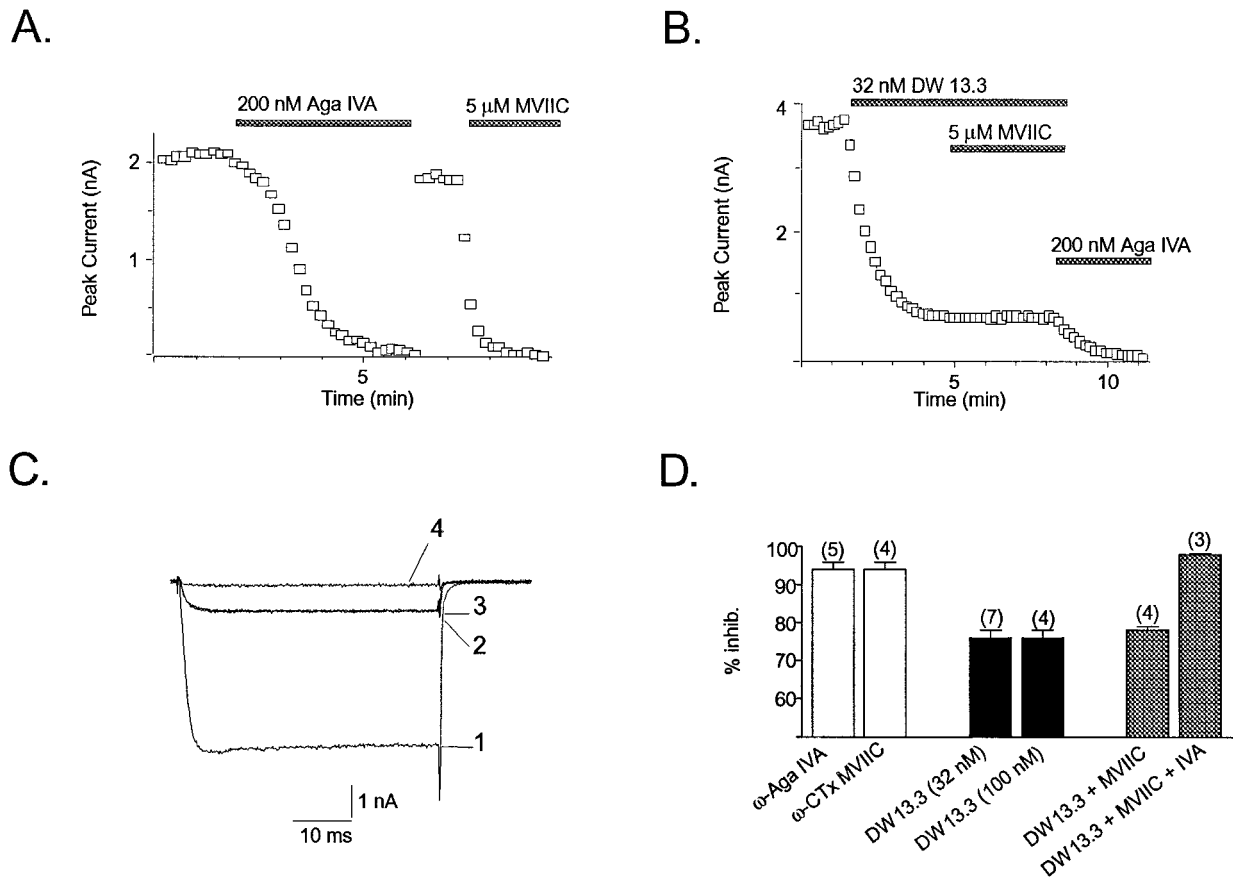 A.
200 nM Aga IVA
5 μM MVIIC
2
1
Peak Current (nA)
5
Time (min)
B.
32 nM DW 13.3
5 μM MVIIC
200 nM Aga IVA
4
2
Peak Current (nA)
5
10
Time (min)
C.
4
3
2
1
1 nA
10 ms
D.
100
90
80
70
60
% inhib.
(5)
(4)
(7)
(4)
(4)
(3)
ω-Aga IVA
ω-CTx MVIIC
DW13.3 (32 nM)
DW13.3 (100 nM)
DW13.3 + MVIIC
DW13.3 + MVIIC + IVA